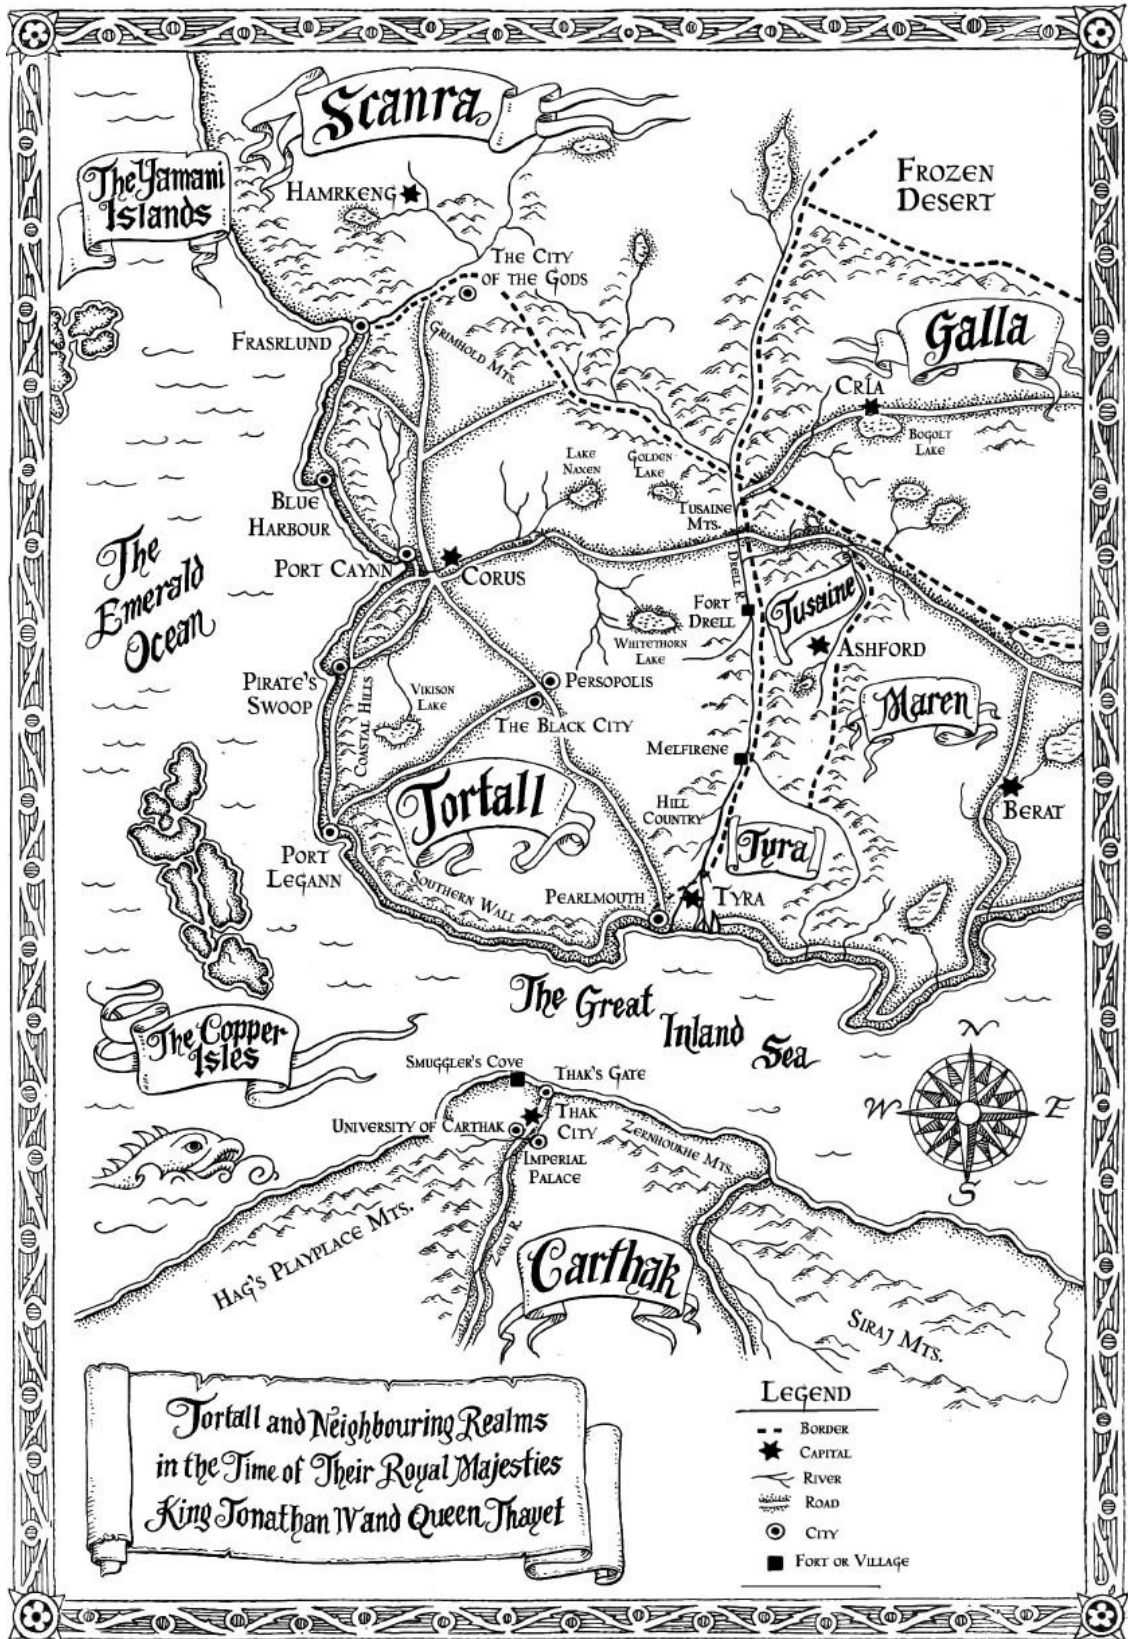 Scanra
The Yamani
Islands
Hamrkeng
Frozen
Desert
The City
of the Gods
Frasrlund
Grimhold Mts.
Galla
Cría
Bogolt
Lake
Lake
Naxen
Golden
Lake
Tusaine
Mts.
Blue
Harbour
Port Caynn
Corus
The
Emerald
Ocean
Drell R.
Fort
Drell
Tusaine
Ashford
Whitethorn
Lake
Pirate's
Swoop
Vikison
Lake
Coastal Hills
Persopolis
The Black City
Maren
Melfirene
Tortall
Hill
Country
Berat
Tyra
Port
Legann
Southern Wall
Pearlmouth
Tyra
The Great
Inland
Sea
The Copper
Isles
Smuggler's Cove
Thak's Gate
University of Carthak
Thak
City
Imperial
Palace
Zernhoukhe Mts.
N
W
E
S
Hag's Playplace Mts.
Zekoi R.
Carthak
Siraj Mts.
Tortall and Neighbouring Realms
in the Time of Their Royal Majesties
King Jonathan IV and Queen Thayet
Legend
Border
Capital
River
Road
City
Fort or Village